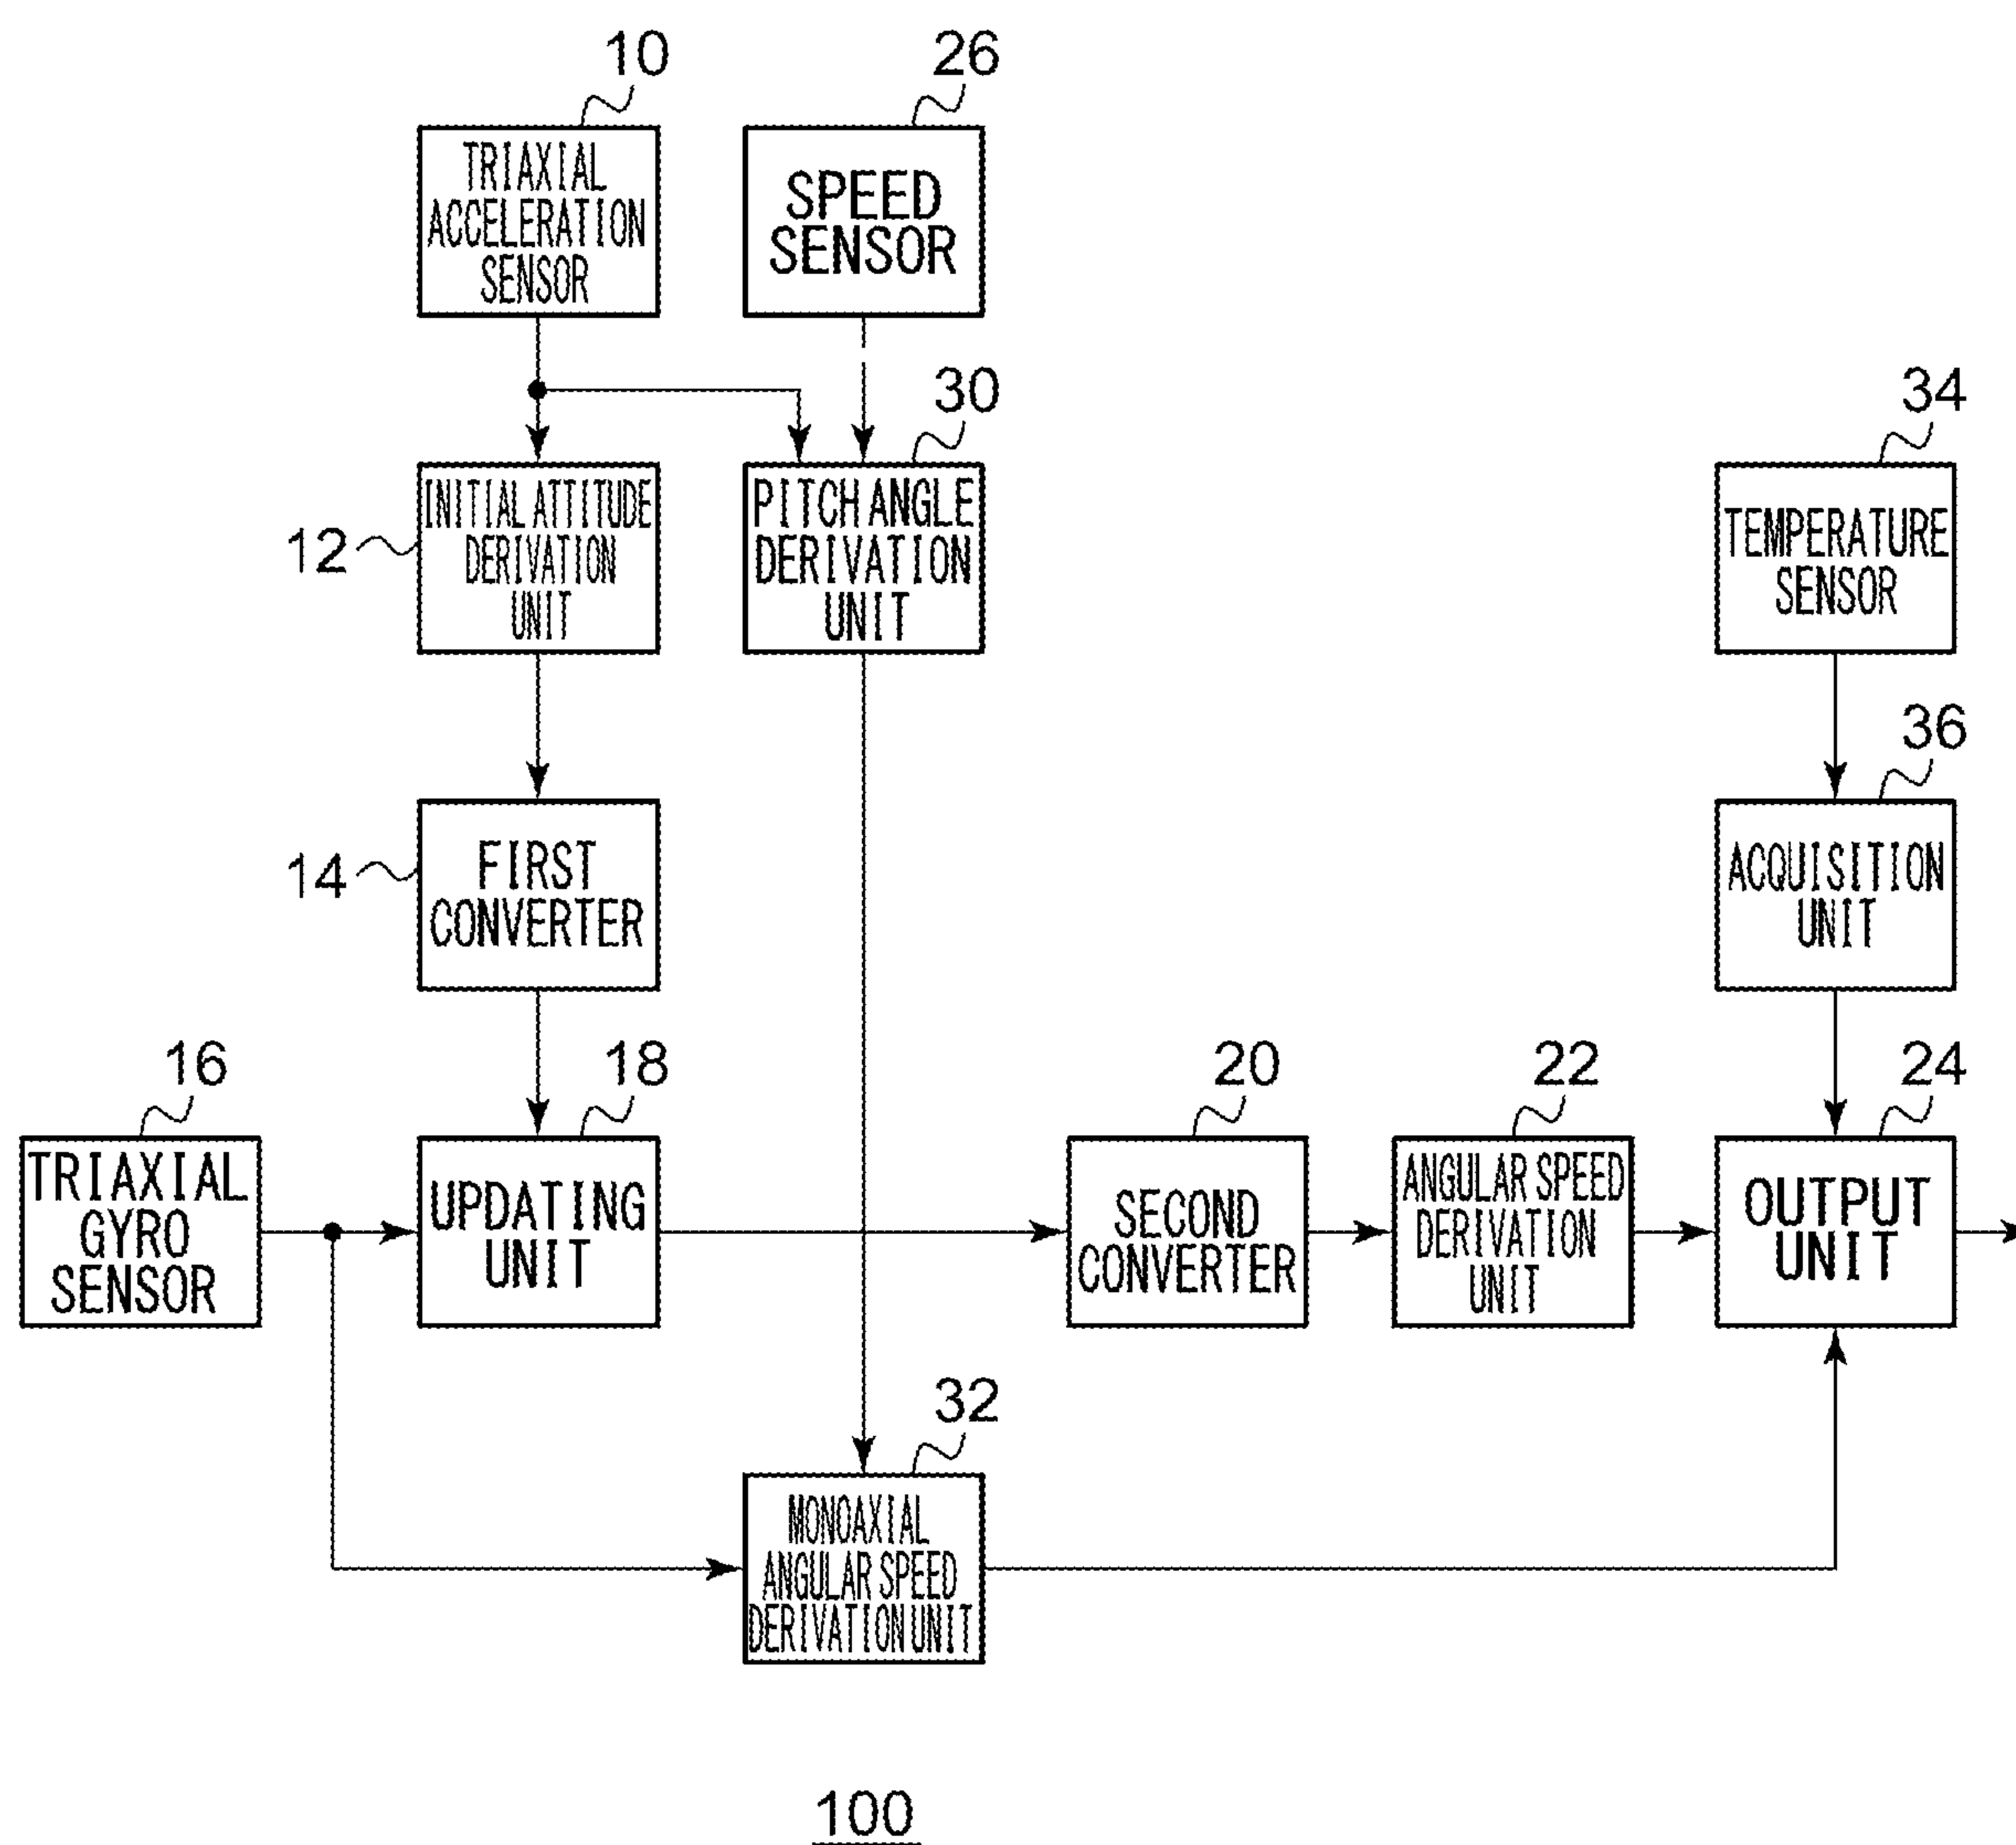 10
26
TRIAXIAL
ACCELERATION
SENSOR
SPEED
SENSOR
30
34
12
INITIAL ATTITUDE
DERIVATION
UNIT
PITCH ANGLE
DERIVATION
UNIT
TEMPERATURE
SENSOR
36
14
FIRST
CONVERTER
ACQUISITION
UNIT
16
18
20
22
24
TRIAXIAL
GYRO
SENSOR
UPDATING
UNIT
SECOND
CONVERTER
ANGULAR SPEED
DERIVATION
UNIT
OUTPUT
UNIT
32
MONOAXIAL
ANGULAR SPEED
DERIVATION UNIT
100